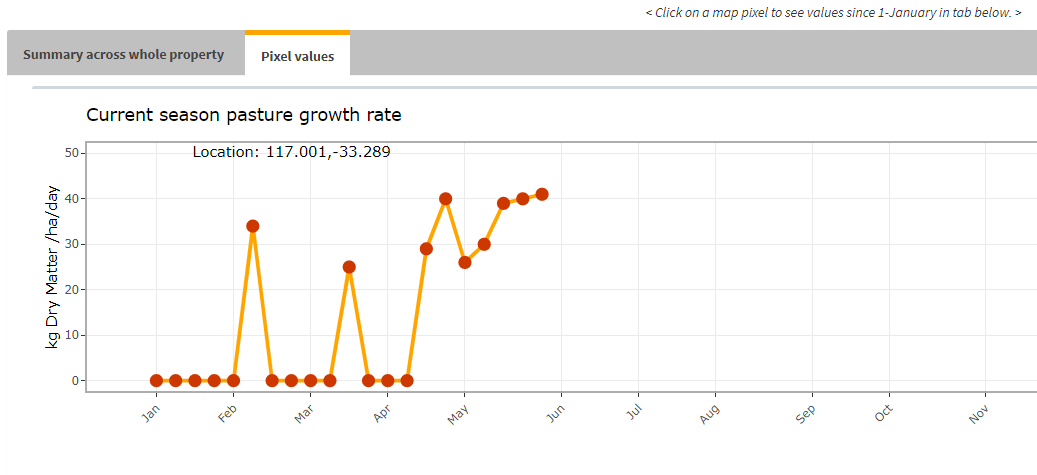 < Click on a map pixel to see values since 1-January in tab below. >
Summary across whole property
Pixel values
Current season pasture growth rate
Location: 117.001,-33.289
kg Dry Matter /ha/day
50
40
30
20
10
0
Jan
Feb
Mar
Apr
May
Jun
Jul
Aug
Sep
Oct
Nov